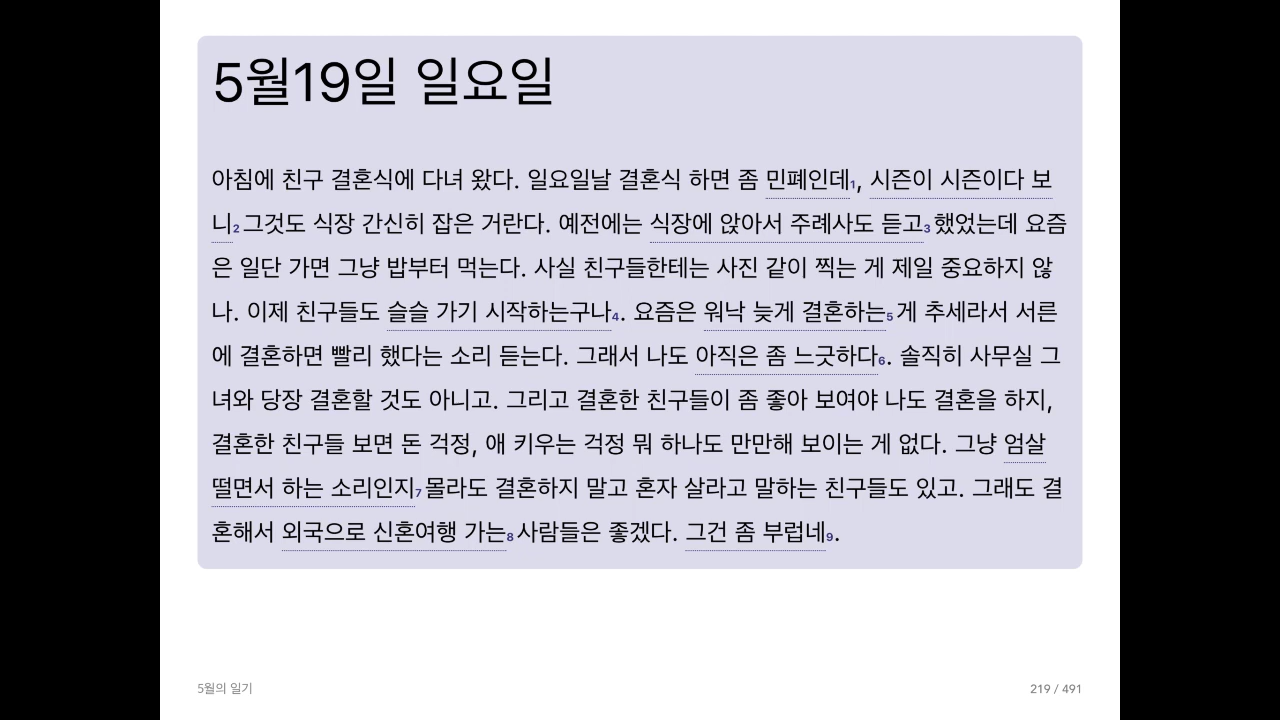 5월19일 일요일
아침에 친구 결혼식에 다녀 왔다. 일요일날 결혼식 하면 좀 민폐인데1, 시즌이 시즌이다 보
니2 그것도 식장 간신히 잡은 거란다. 예전에는 식장에 앉아서 주례사도 듣고3 했었는데 요즘
은 일단 가면 그냥 밥부터 먹는다. 사실 친구들한테는 사진 같이 찍는 게 제일 중요하지 않
나. 이제 친구들도 슬슬 가기 시작하는구나4. 요즘은 워낙 늦게 결혼하는5 게 추세라서 서른
에 결혼하면 빨리 했다는 소리 듣는다. 그래서 나도 아직은 좀 느긋하다6. 솔직히 사무실 그
녀와 당장 결혼할 것도 아니고. 그리고 결혼한 친구들이 좀 좋아 보여야 나도 결혼을 하지,
결혼한 친구들 보면 돈 걱정, 애 키우는 걱정 뭐 하나도 만만해 보이는 게 없다. 그냥 엄살
떨면서 하는 소리인지7 몰라도 결혼하지 말고 혼자 살라고 말하는 친구들도 있고. 그래도 결
혼해서 외국으로 신혼여행 가는8 사람들은 좋겠다. 그건 좀 부럽네9.
5월의 일기
219 / 491